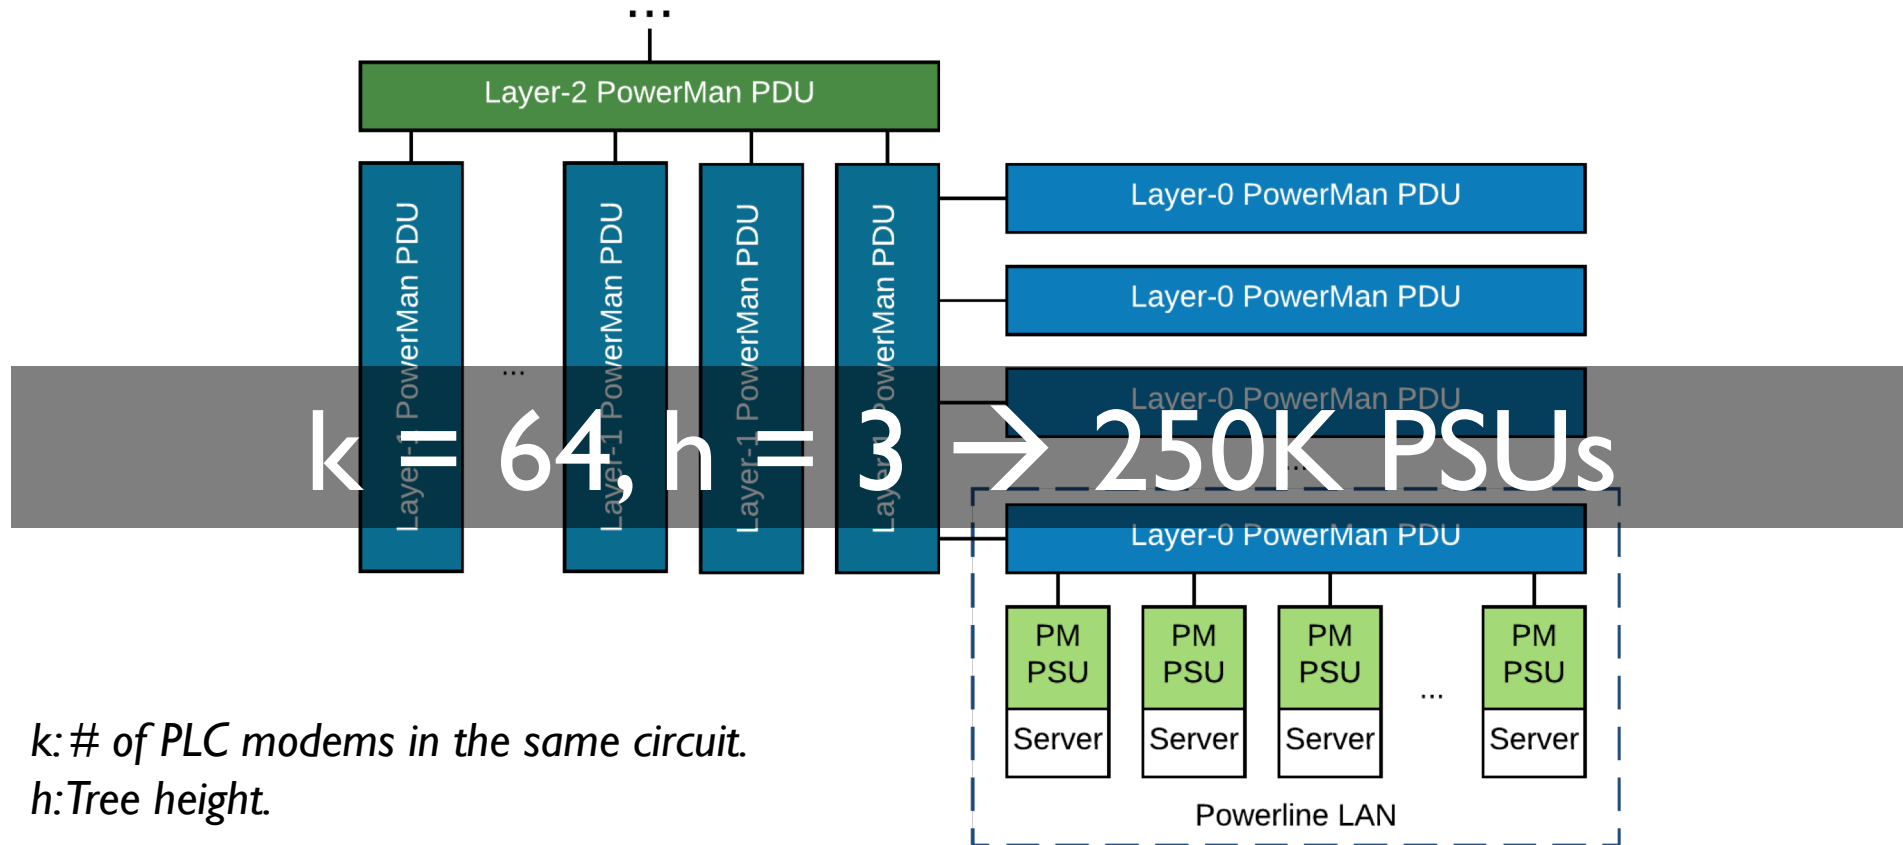 ...
Layer-2 PowerMan PDU
Layer-1 PowerMan PDU
...
Layer-1 PowerMan PDU
Layer-1 PowerMan PDU
Layer-1 PowerMan PDU
Layer-0 PowerMan PDU
Layer-0 PowerMan PDU
Layer-0 PowerMan PDU
k = 64, h = 3 → 250K PSUs
...
Layer-0 PowerMan PDU
PM PSU
PM PSU
PM PSU
...
PM PSU
Server
Server
Server
Server
Powerline LAN
k: # of PLC modems in the same circuit.
h: Tree height.